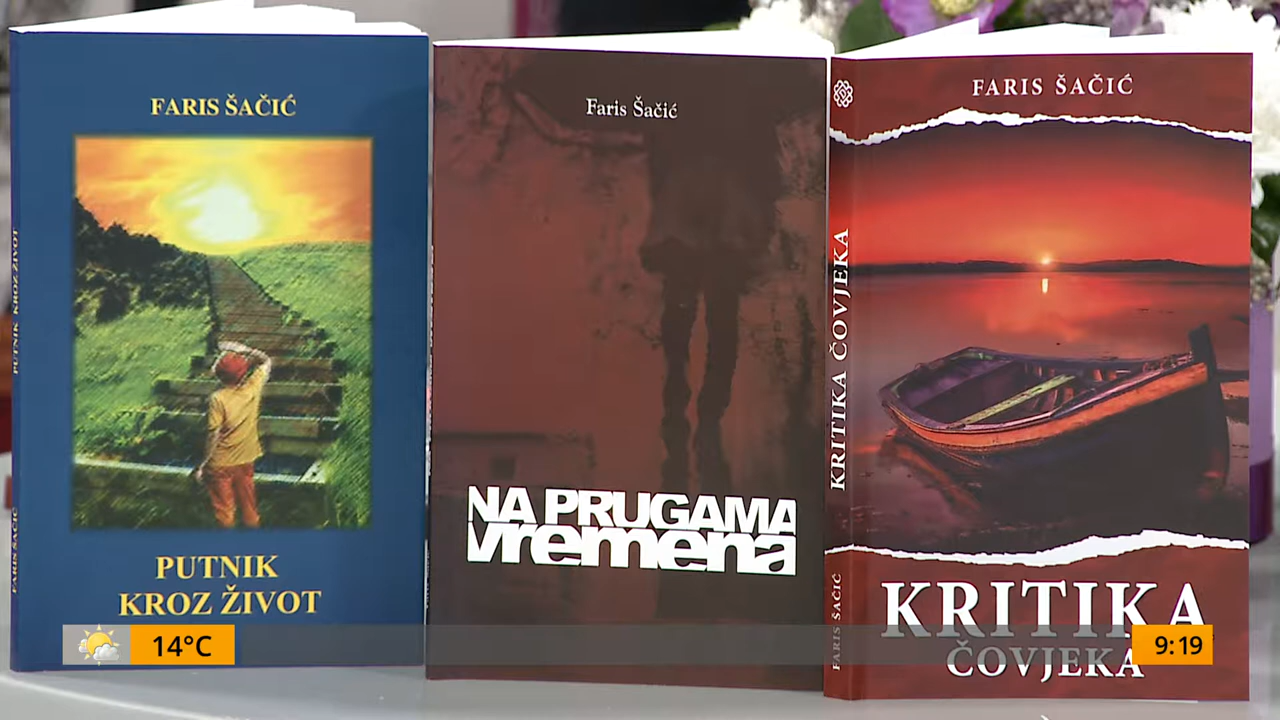 FARIS ŠAČIĆ
PUTNIK
KROZ ŽIVOT
PUTNIK KROZ ŽIVOT
FARIS ŠAČIĆ
Faris Šačić
NA PRUGAMA
vremena
FARIS ŠAČIĆ
KRITIKA
ČOVJEKA
KRITIKA ČOVJEKA
FARIS ŠAČIĆ
14°C
9:19